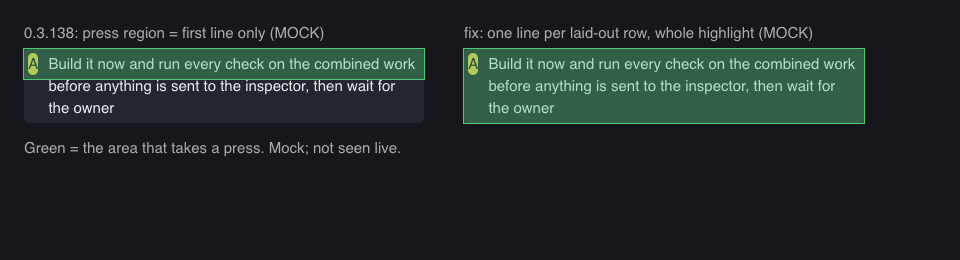 0.3.138: press region = first line only (MOCK)
A Build it now and run every check on the combined work
before anything is sent to the inspector, then wait for
the owner
fix: one line per laid-out row, whole highlight (MOCK)
A Build it now and run every check on the combined work
before anything is sent to the inspector, then wait for
the owner
Green = the area that takes a press. Mock; not seen live.